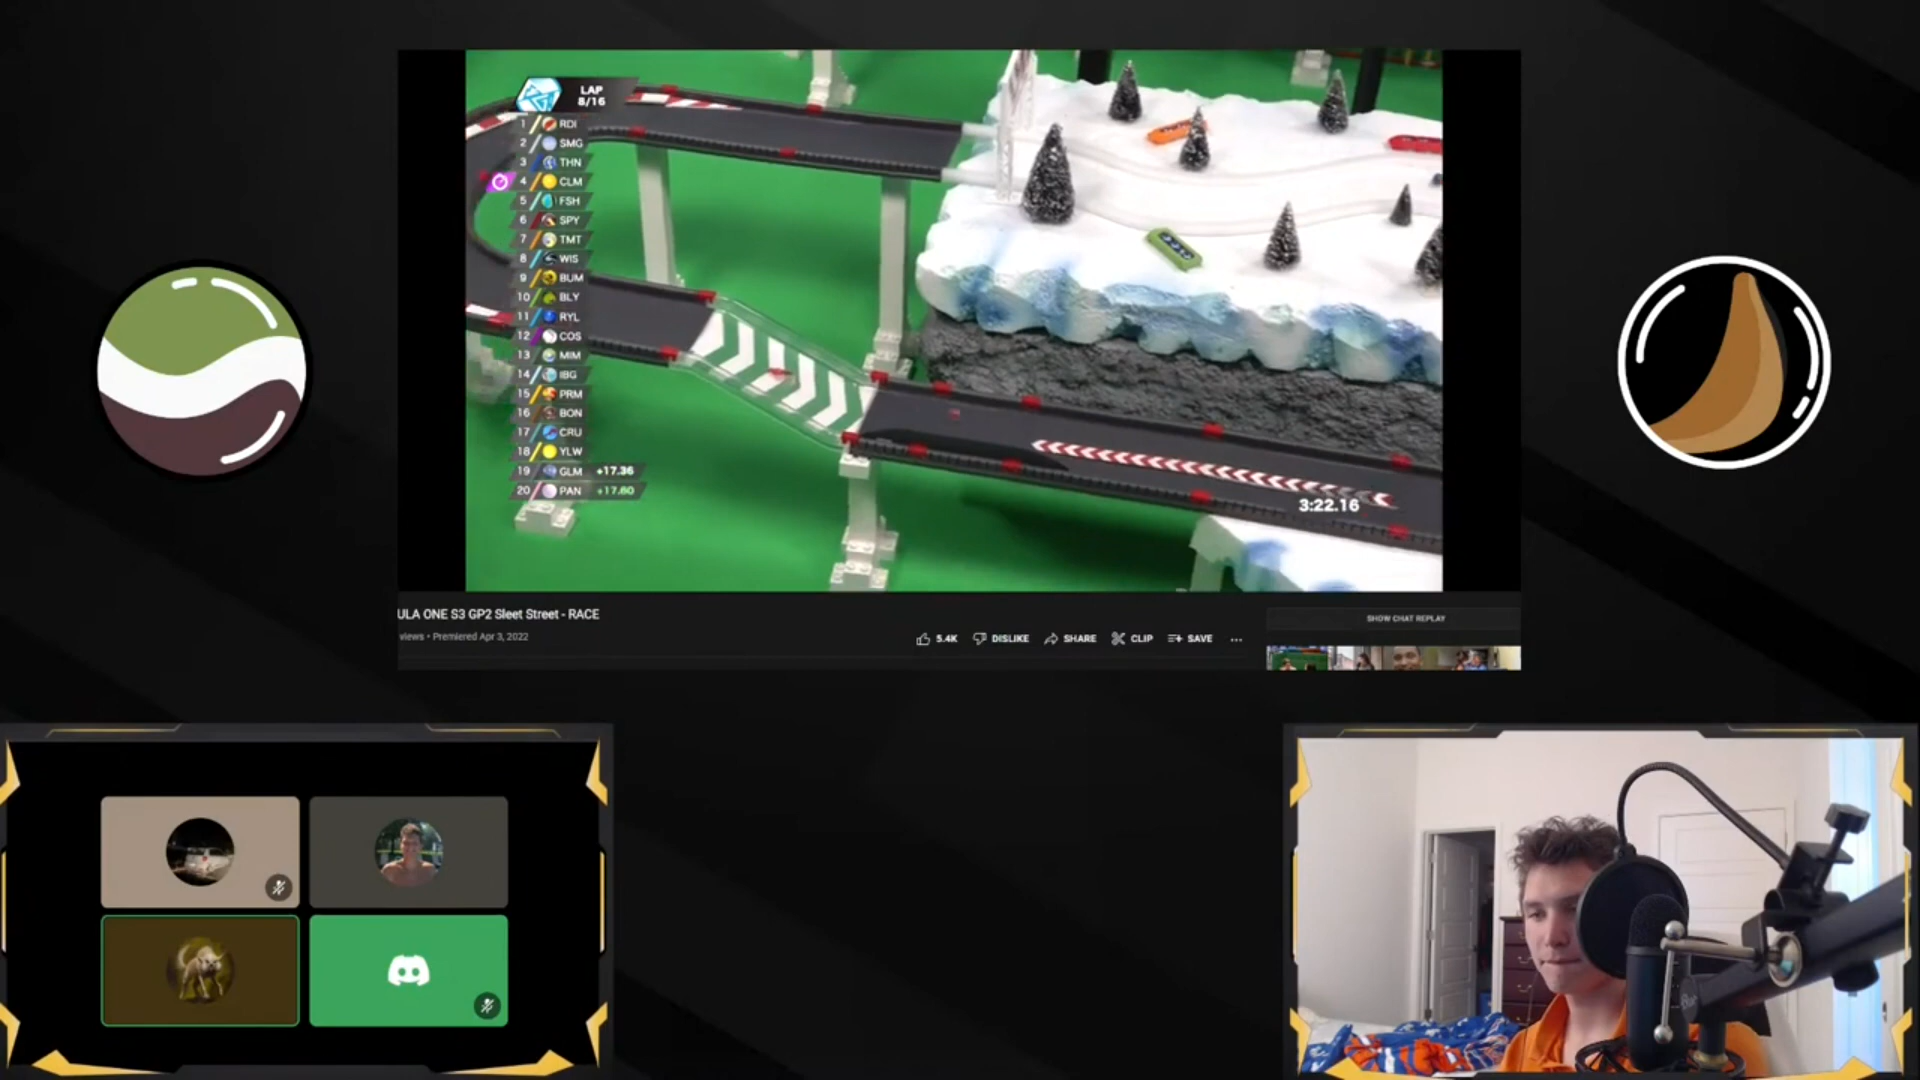 LAP
8/16
1 RDI
2 SMG
3 THN
4 CLM
5 FSH
6 SPY
7 TMT
8 WIS
9 BUM
10 BLY
11 RYL
12 COS
13 MIM
14 IBG
15 PRM
16 BON
17 CRU
18 YLW
19 GLM +17.36
20 PAN +17.60
3:22.16
ULA ONE S3 GP2 Sleet Street - RACE
views • Premiered Apr 3, 2022
5.4K DISLIKE SHARE CLIP SAVE ...
SHOW CHAT REPLAY